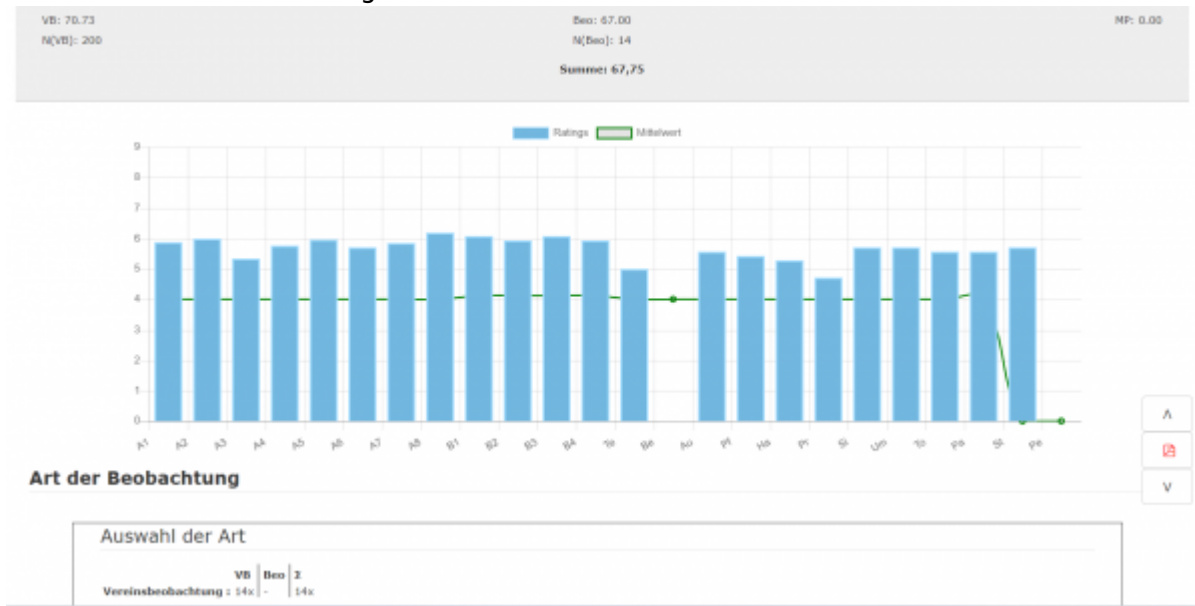 VB: 70.73
Beo: 67.00
MP: 0.00
N(VB): 200
N(Beo): 14
Summe: 67,75
Ratings
Mittelwert
9
8
7
6
5
4
3
2
1
0
A1 A2 A3 A4 A5 A6 A7 A8 B1 B2 B3 B4 Te Be Au Pf Ha Pr Si Um To Pa St Pe
Art der Beobachtung
Auswahl der Art
VB Beo Σ
Vereinsbeobachtung : 14x - 14x